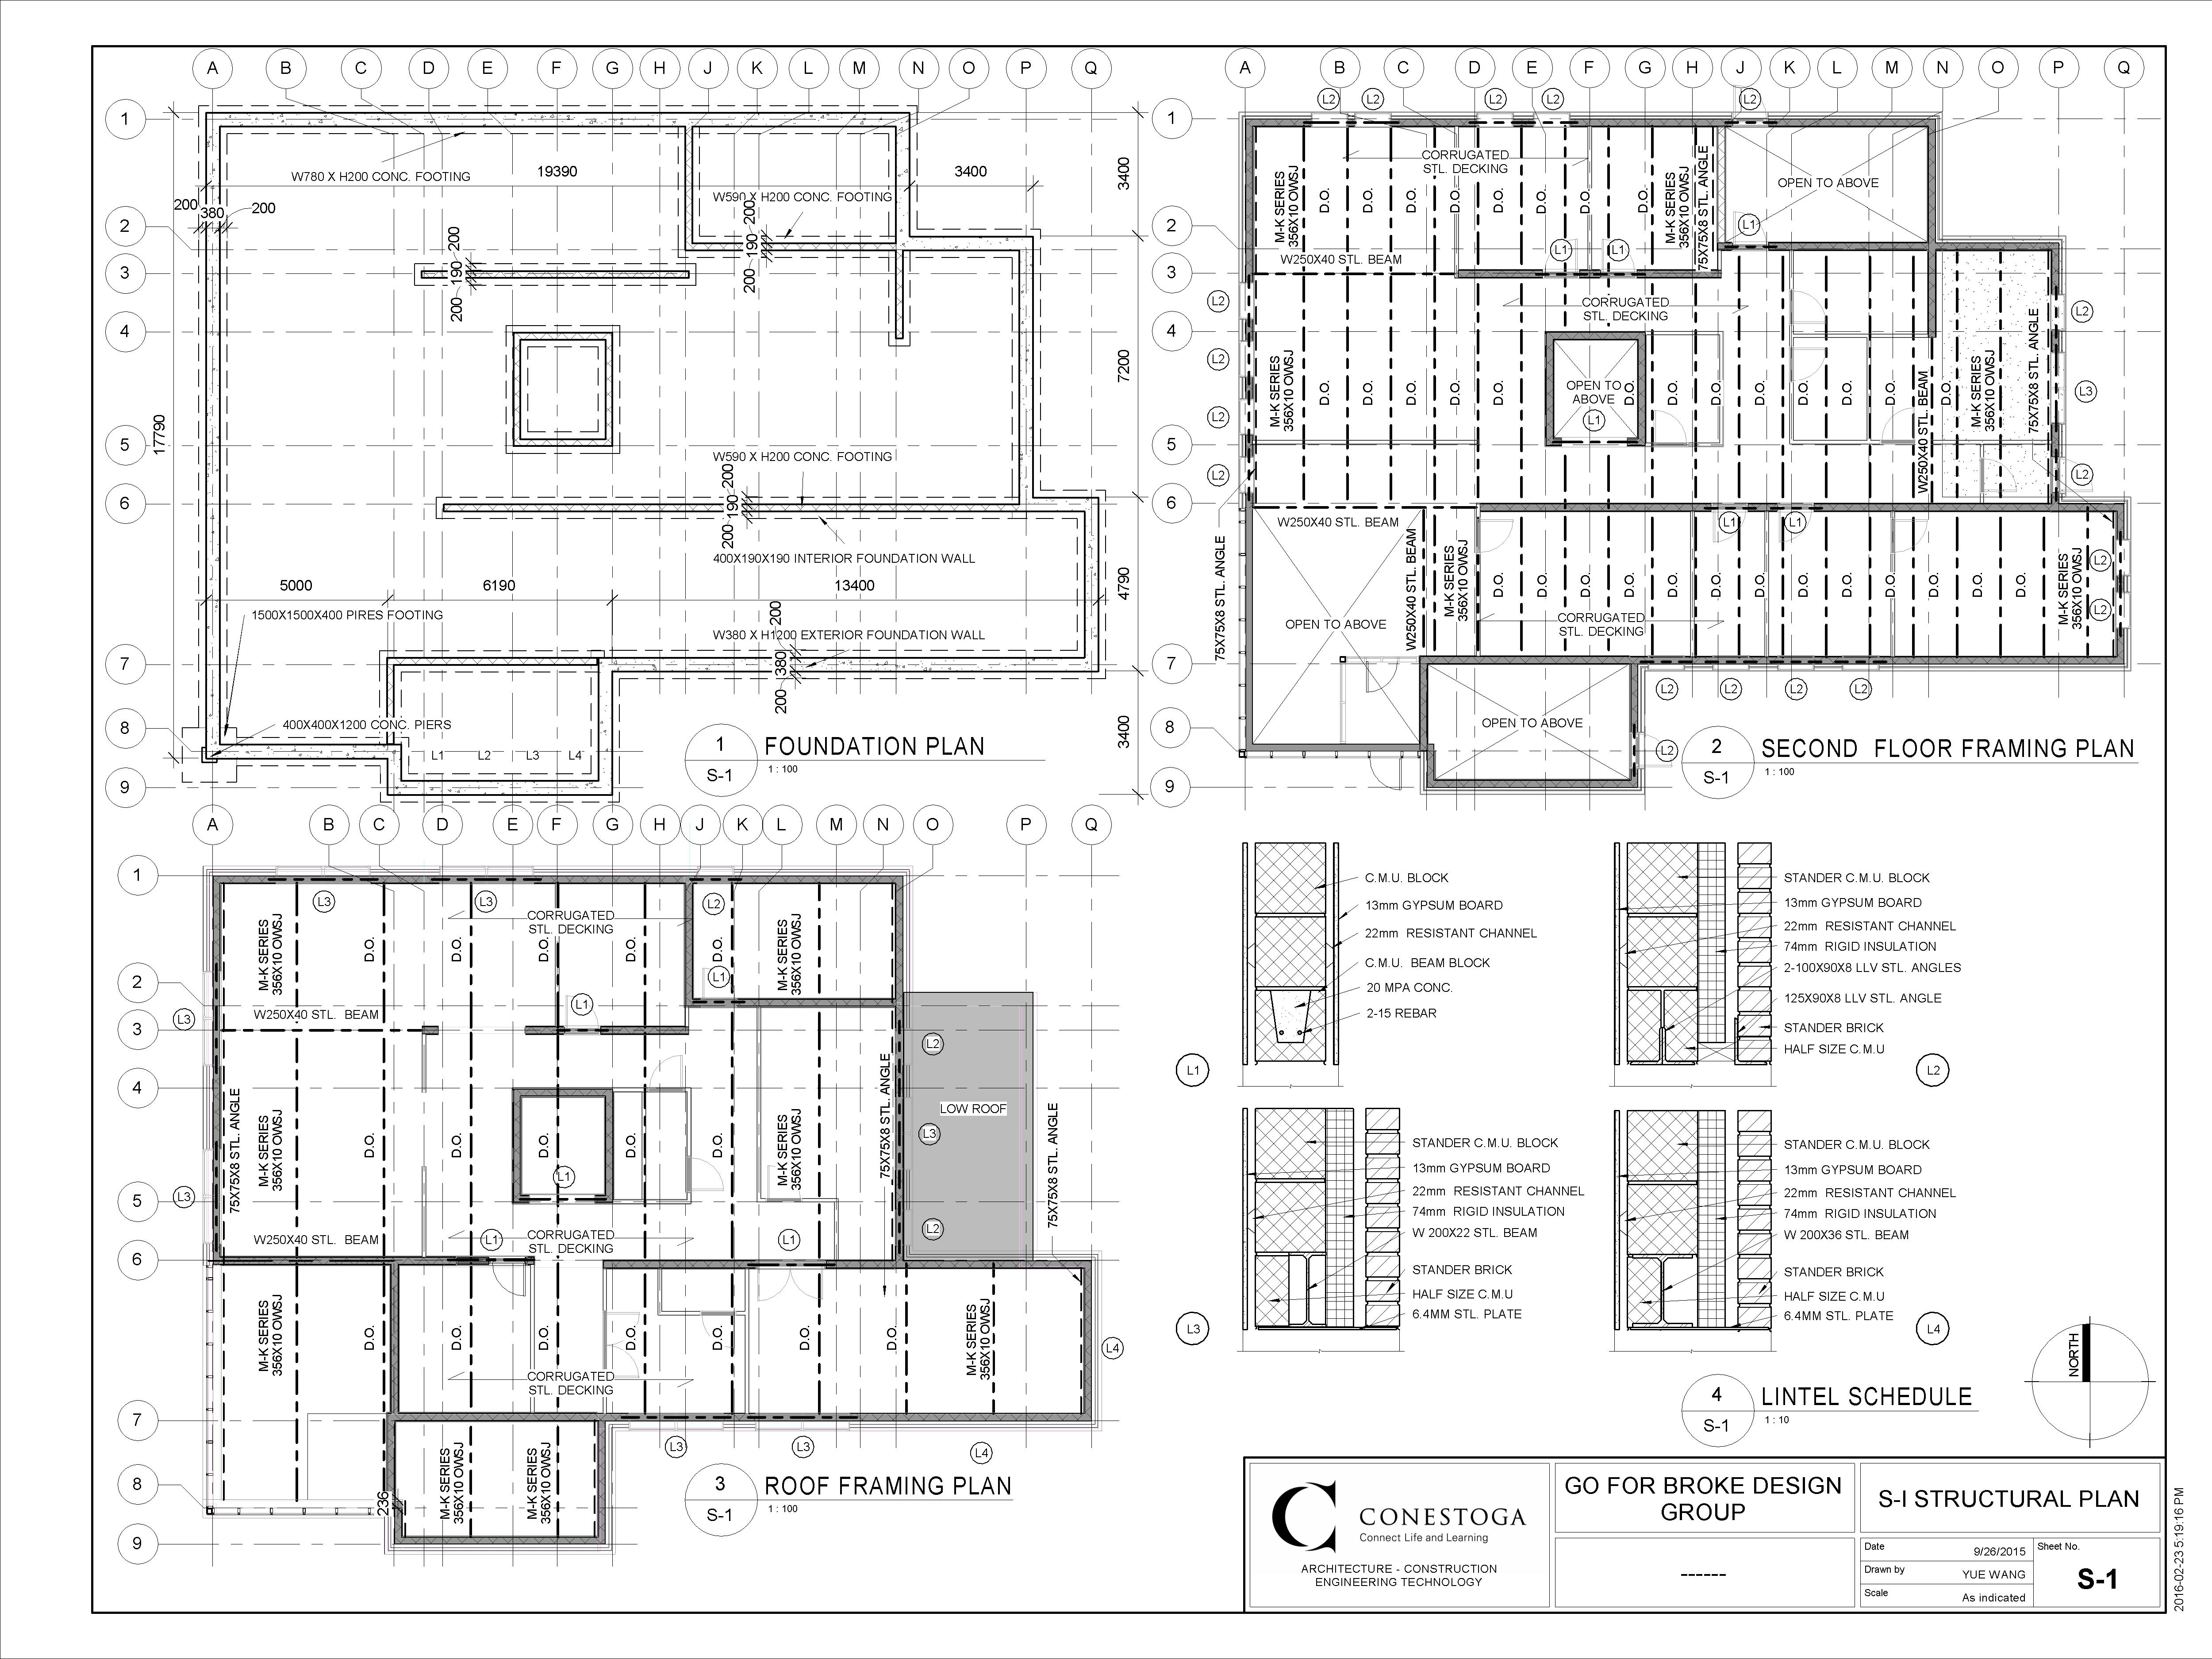 A B C D E F G H J K L M N O P Q
1
2
3
4
5
6
7
8
9
W780 X H200 CONC. FOOTING
19390
3400
3400
W590 X H200 CONC. FOOTING
200
380
200
200
190
200
200
190
200
7200
17790
W590 X H200 CONC. FOOTING
200
190
200
400X190X190 INTERIOR FOUNDATION WALL
5000
6190
13400
4790
1500X1500X400 PIRES FOOTING
W380 X H1200 EXTERIOR FOUNDATION WALL
200
380
200
400X400X1200 CONC. PIERS
L1 L2 L3 L4
3400
1
S-1
FOUNDATION PLAN
1 : 100
A B C D E F G H J K L M N O P Q
1
2
3
4
5
6
7
8
9
L2 L2 L2 L2 L2
CORRUGATED
STL. DECKING
M-K SERIES
356X10 OWSJ
D.O. D.O. D.O. D.O. D.O. D.O. D.O. D.O.
M-K SERIES
356X10 OWSJ
75X75X8 STL. ANGLE
OPEN TO ABOVE
L1
L1 L1
W250X40 STL. BEAM
CORRUGATED
STL. DECKING
L2
L2
L2
L2
M-K SERIES
356X10 OWSJ
D.O. D.O. D.O. D.O. D.O.
OPEN TO
ABOVE
L1
D.O. D.O. D.O. D.O. D.O. D.O. D.O. D.O.
W250X40 STL. BEAM
M-K SERIES
356X10 OWSJ
75X75X8 STL. ANGLE
L2
L3
L2
W250X40 STL. BEAM
75X75X8 STL. ANGLE
OPEN TO ABOVE
W250X40 STL. BEAM
M-K SERIES
356X10 OWSJ
L1 L1
D.O. D.O. D.O. D.O. D.O. D.O. D.O. D.O. D.O. D.O. D.O. D.O. D.O.
CORRUGATED
STL. DECKING
M-K SERIES
356X10 OWSJ
L2
L2
L2 L2 L2 L2
OPEN TO ABOVE
L2
2
S-1
SECOND FLOOR FRAMING PLAN
1 : 100
A B C D E F G H J K L M N O P Q
1
2
3
4
5
6
7
8
9
L3 L3 L2
CORRUGATED
STL. DECKING
M-K SERIES
356X10 OWSJ
D.O. D.O. D.O. D.O. D.O.
M-K SERIES
356X10 OWSJ
L1
L1
W250X40 STL. BEAM
L3
L3
75X75X8 STL. ANGLE
M-K SERIES
356X10 OWSJ
D.O. D.O. D.O. D.O. D.O.
L1
M-K SERIES
356X10 OWSJ
75X75X8 STL. ANGLE
L2
LOW ROOF
L3
L2
75X75X8 STL. ANGLE
W250X40 STL. BEAM
L1
CORRUGATED
STL. DECKING
L1
M-K SERIES
356X10 OWSJ
D.O. D.O. D.O. D.O. D.O. D.O. D.O.
M-K SERIES
356X10 OWSJ
L4
CORRUGATED
STL. DECKING
L3 L3 L4
M-K SERIES
356X10 OWSJ
M-K SERIES
356X10 OWSJ
236
3
S-1
ROOF FRAMING PLAN
1 : 100
C.M.U. BLOCK
13mm GYPSUM BOARD
22mm RESISTANT CHANNEL
C.M.U. BEAM BLOCK
20 MPA CONC.
2-15 REBAR
L1
STANDER C.M.U. BLOCK
13mm GYPSUM BOARD
22mm RESISTANT CHANNEL
74mm RIGID INSULATION
2-100X90X8 LLV STL. ANGLES
125X90X8 LLV STL. ANGLE
STANDER BRICK
HALF SIZE C.M.U
L2
STANDER C.M.U. BLOCK
13mm GYPSUM BOARD
22mm RESISTANT CHANNEL
74mm RIGID INSULATION
W 200X22 STL. BEAM
STANDER BRICK
HALF SIZE C.M.U
6.4MM STL. PLATE
L3
STANDER C.M.U. BLOCK
13mm GYPSUM BOARD
22mm RESISTANT CHANNEL
74mm RIGID INSULATION
W 200X36 STL. BEAM
STANDER BRICK
HALF SIZE C.M.U
6.4MM STL. PLATE
L4
NORTH
4
S-1
LINTEL SCHEDULE
1 : 10
CONESTOGA
Connect Life and Learning
ARCHITECTURE - CONSTRUCTION
ENGINEERING TECHNOLOGY
GO FOR BROKE DESIGN
GROUP
------
S-I STRUCTURAL PLAN
Date 9/26/2015
Drawn by YUE WANG
Scale As indicated
Sheet No.
S-1
2016-02-23 5:19:16 PM